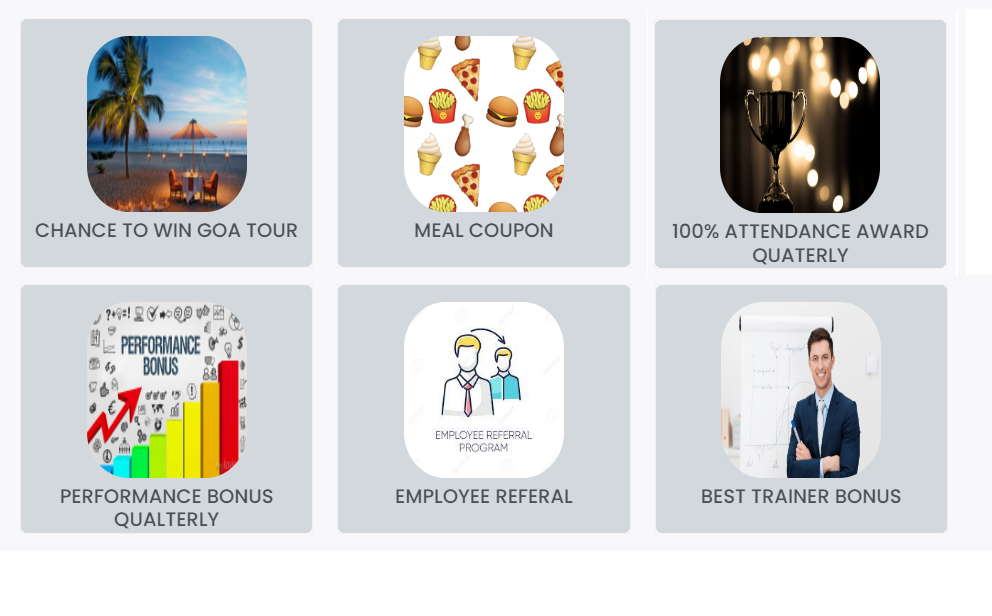 CHANCE TO WIN GOA TOUR
MEAL COUPON
100% ATTENDANCE AWARD
QUATERLY
PERFORMANCE
BONUS
PERFORMANCE BONUS
QUALTERLY
EMPLOYEE REFERRAL
PROGRAM
EMPLOYEE REFERAL
BEST TRAINER BONUS